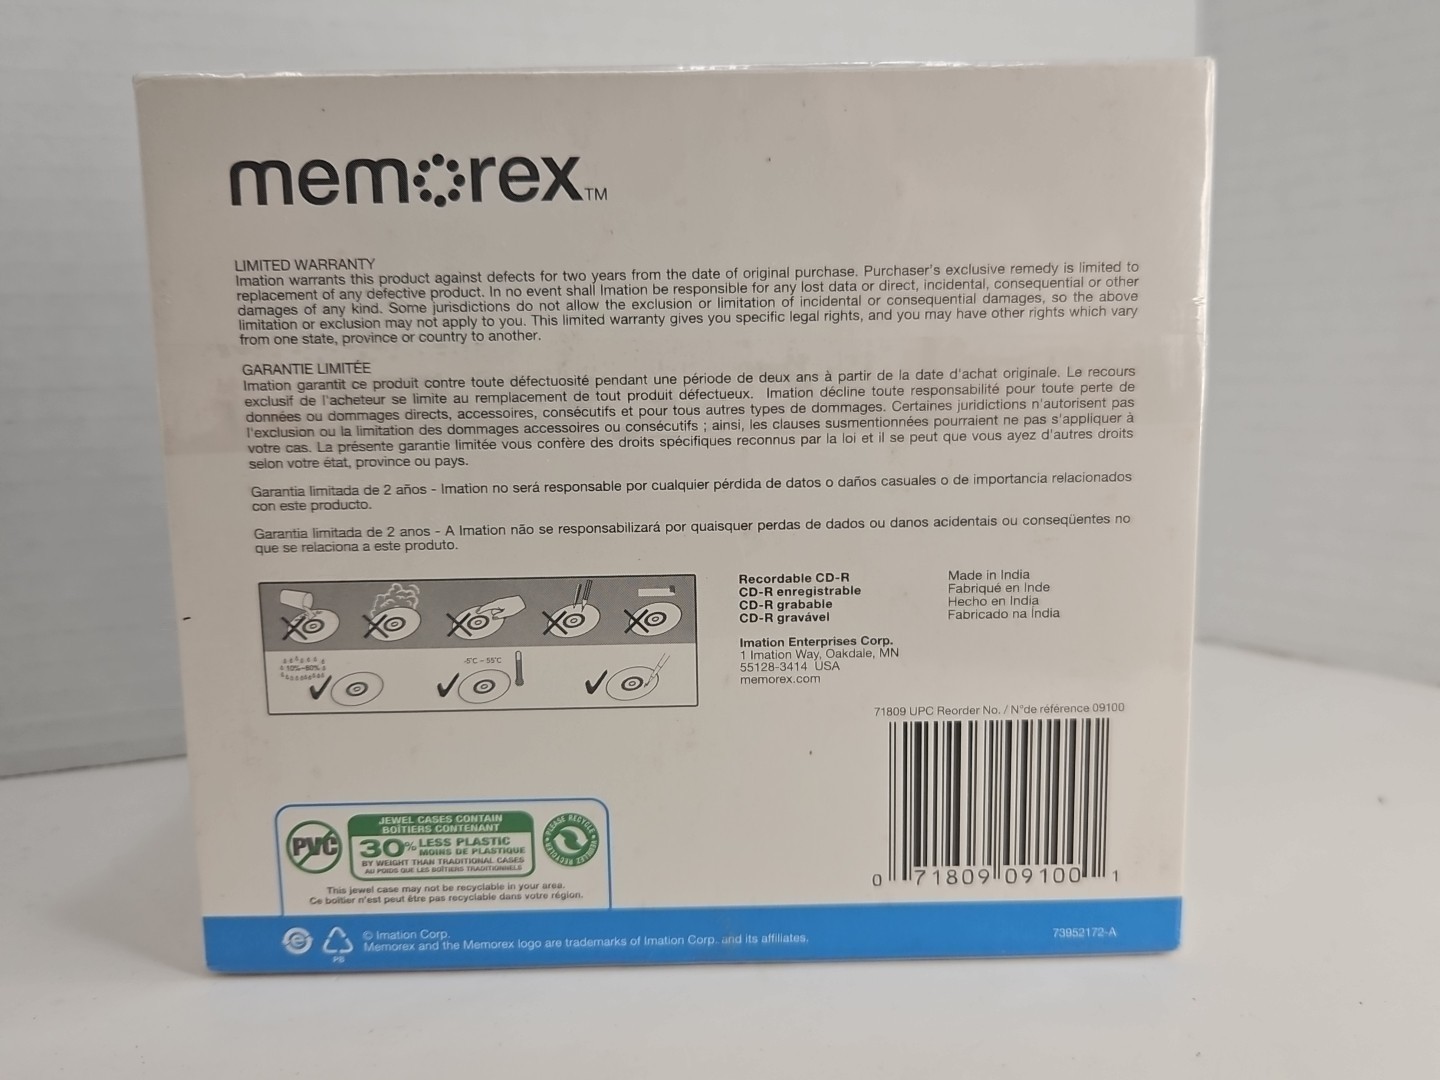 memorex™
LIMITED WARRANTY
Imation warrants this product against defects for two years from the date of original purchase. Purchaser's exclusive remedy is limited to
replacement of any defective product. In no event shall Imation be responsible for any lost data or direct, incidental, consequential or other
damages of any kind. Some jurisdictions do not allow the exclusion or limitation of incidental or consequential damages, so the above
limitation or exclusion may not apply to you. This limited warranty gives you specific legal rights, and you may have other rights which vary
from one state, province or country to another.
GARANTIE LIMITÉE
Imation garantit ce produit contre toute défectuosité pendant une période de deux ans à partir de la date d'achat originale. Le recours
exclusif de l'acheteur se limite au remplacement de tout produit défectueux. Imation décline toute responsabilité pour toute perte de
données ou dommages directs, accessoires, consécutifs et pour tous autres types de dommages. Certaines juridictions n'autorisent pas
l'exclusion ou la limitation des dommages accessoires ou consécutifs ; ainsi, les clauses susmentionnées pourraient ne pas s'appliquer à
votre cas. La présente garantie limitée vous confère des droits spécifiques reconnus par la loi et il se peut que vous ayez d'autres droits
selon votre état, province ou pays.
Garantia limitada de 2 años - Imation no será responsable por cualquier pérdida de datos o daños casuales o de importancia relacionados
con este producto.
Garantia limitada de 2 anos - A Imation não se responsabilizará por quaisquer perdas de dados ou danos acidentais ou conseqüentes no
que se relaciona a este produto.
10%-80%
-5°C - 55°C
Recordable CD-R
CD-R enregistrable
CD-R grabable
CD-R gravável
Made in India
Fabriqué en Inde
Hecho en India
Fabricado na Índia
Imation Enterprises Corp.
1 Imation Way, Oakdale, MN
55128-3414 USA
memorex.com
71809 UPC Reorder No. / N°de référence 09100
0 71809 09100 1
PVC
JEWEL CASES CONTAIN
BOÎTIERS CONTENANT
30% LESS PLASTIC
MOINS DE PLASTIQUE
BY WEIGHT THAN TRADITIONAL CASES
AU POIDS QUE LES BOÎTIERS TRADITIONNELS
PLEASE RECYCLE
VEUILLEZ RECYCLER
This jewel case may not be recyclable in your area.
Ce boîtier n'est peut être pas recyclable dans votre région.
e
PS
© Imation Corp.
Memorex and the Memorex logo are trademarks of Imation Corp. and its affiliates.
73952172-A